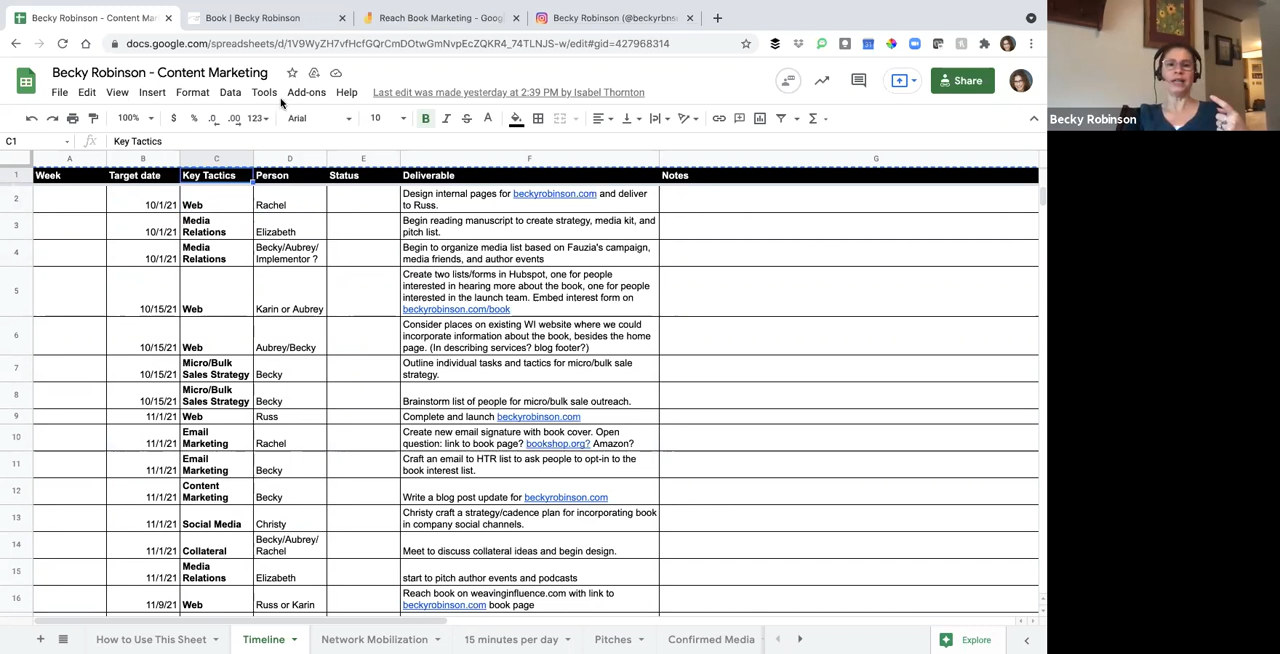 Becky Robinson - Content Mar
Book | Becky Robinson
Reach Book Marketing - Goog
Becky Robinson (@beckyrbns
docs.google.com/spreadsheets/d/1V9WyZH7vfHcfGQrCmDOtwGmNvpEcZQKR4_74TLNJS-w/edit#gid=427968314
Becky Robinson - Content Marketing
File Edit View Insert Format Data Tools Add-ons Help Last edit was made yesterday at 2:39 PM by Isabel Thornton
Share
Becky Robinson
100% $ % .0 .00 123 Arial 10 B I S A
C1 fx Key Tactics
A B C D E F G
1 Week Target date Key Tactics Person Status Deliverable Notes
Design internal pages for beckyrobinson.com and deliver
2 10/1/21 Web Rachel to Russ.
Media Begin reading manuscript to create strategy, media kit, and
3 10/1/21 Relations Elizabeth pitch list.
Media Becky/Aubrey/ Begin to organize media list based on Fauzia's campaign,
4 10/1/21 Relations Implementor ? media friends, and author events
Create two lists/forms in Hubspot, one for people
interested in hearing more about the book, one for people
interested in the launch team. Embed interest form on
5 10/15/21 Web Karin or Aubrey beckyrobinson.com/book
Consider places on existing WI website where we could
incorporate information about the book, besides the home
6 10/15/21 Web Aubrey/Becky page. (In describing services? blog footer?)
Micro/Bulk Outline individual tasks and tactics for micro/bulk sale
7 10/15/21 Sales Strategy Becky strategy.
Micro/Bulk
8 10/15/21 Sales Strategy Becky Brainstorm list of people for micro/bulk sale outreach.
9 11/1/21 Web Russ Complete and launch beckyrobinson.com
Email Create new email signature with book cover. Open
10 11/1/21 Marketing Rachel question: link to book page? bookshop.org? Amazon?
Email Craft an email to HTR list to ask people to opt-in to the
11 11/1/21 Marketing Becky book interest list.
Content
12 11/1/21 Marketing Becky Write a blog post update for beckyrobinson.com
Christy craft a strategy/cadence plan for incorporating book
13 11/1/21 Social Media Christy in company social channels.
Becky/Aubrey/
14 11/1/21 Collateral Rachel Meet to discuss collateral ideas and begin design.
Media
15 11/1/21 Relations Elizabeth start to pitch author events and podcasts
Reach book on weavinginfluence.com with link to
16 11/9/21 Web Russ or Karin beckyrobinson.com book page
How to Use This Sheet Timeline Network Mobilization 15 minutes per day Pitches Confirmed Media Explore